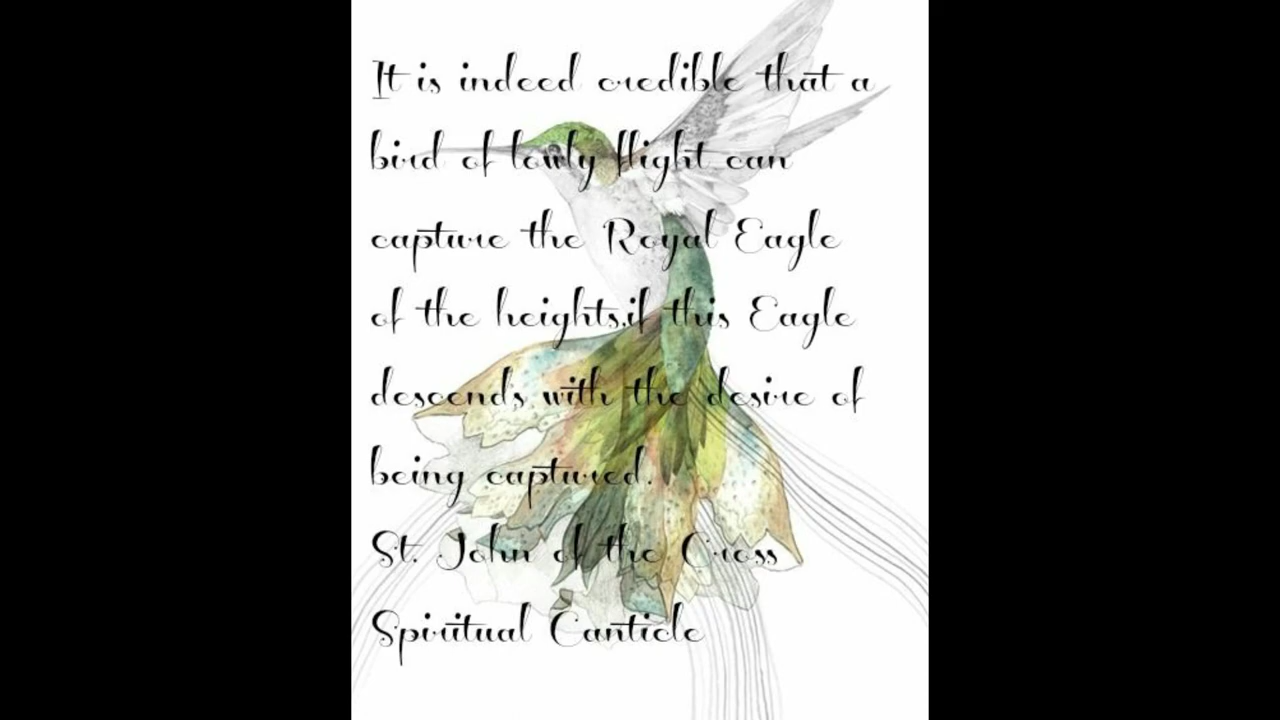 It is indeed credible that a
bird of lowly flight can
capture the Royal Eagle
of the heights,if this Eagle
descends with the desire of
being captured.
St. John of the Cross
Spiritual Canticle